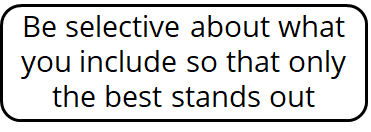 Be selective about what
you include so that only
the best stands out